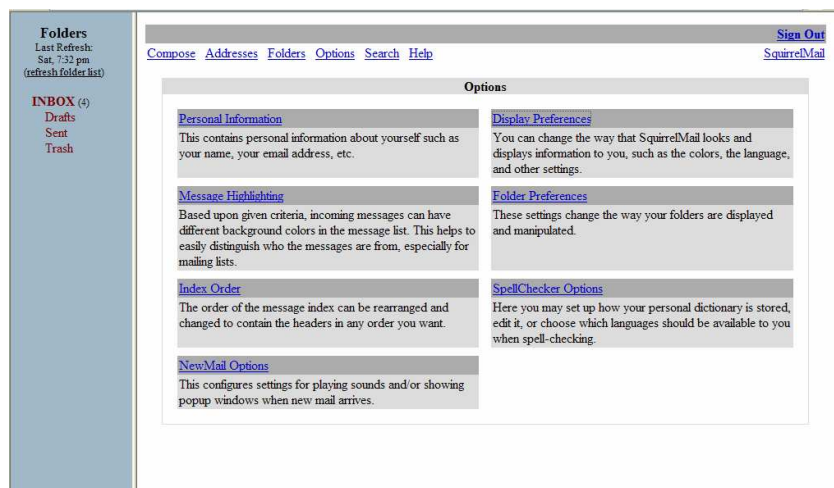 Folders
Last Refresh:
Sat, 7:32 pm
(refresh folder list)
INBOX (4)
Drafts
Sent
Trash
Sign Out
Compose Addresses Folders Options Search Help
SquirrelMail
Options
Personal Information
This contains personal information about yourself such as
your name, your email address, etc.
Display Preferences
You can change the way that SquirrelMail looks and
displays information to you, such as the colors, the language,
and other settings.
Message Highlighting
Based upon given criteria, incoming messages can have
different background colors in the message list. This helps to
easily distinguish who the messages are from, especially for
mailing lists.
Folder Preferences
These settings change the way your folders are displayed
and manipulated.
Index Order
The order of the message index can be rearranged and
changed to contain the headers in any order you want.
SpellChecker Options
Here you may set up how your personal dictionary is stored,
edit it, or choose which languages should be available to you
when spell-checking.
NewMail Options
This configures settings for playing sounds and/or showing
popup windows when new mail arrives.